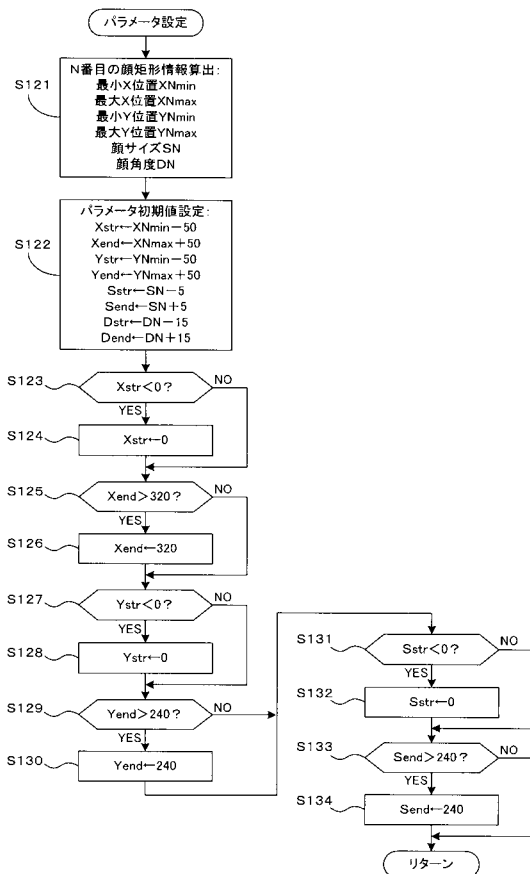 パラメータ設定
S121
N番目の顔矩形情報算出:
最小X位置XNmin
最大X位置XNmax
最小Y位置YNmin
最大Y位置YNmax
顔サイズSN
顔角度DN
S122
パラメータ初期値設定:
Xstr←XNmin−50
Xend←XNmax+50
Ystr←YNmin−50
Yend←YNmax+50
Sstr←SN−5
Send←SN+5
Dstr←DN−15
Dend←DN+15
S123
Xstr<0?
NO
YES
S124
Xstr←0
S125
Xend>320?
NO
YES
S126
Xend←320
S127
Ystr<0?
NO
YES
S128
Ystr←0
S129
Yend>240?
NO
YES
S130
Yend←240
S131
Sstr<0?
NO
YES
S132
Sstr←0
S133
Send>240?
NO
YES
S134
Send←240
リターン